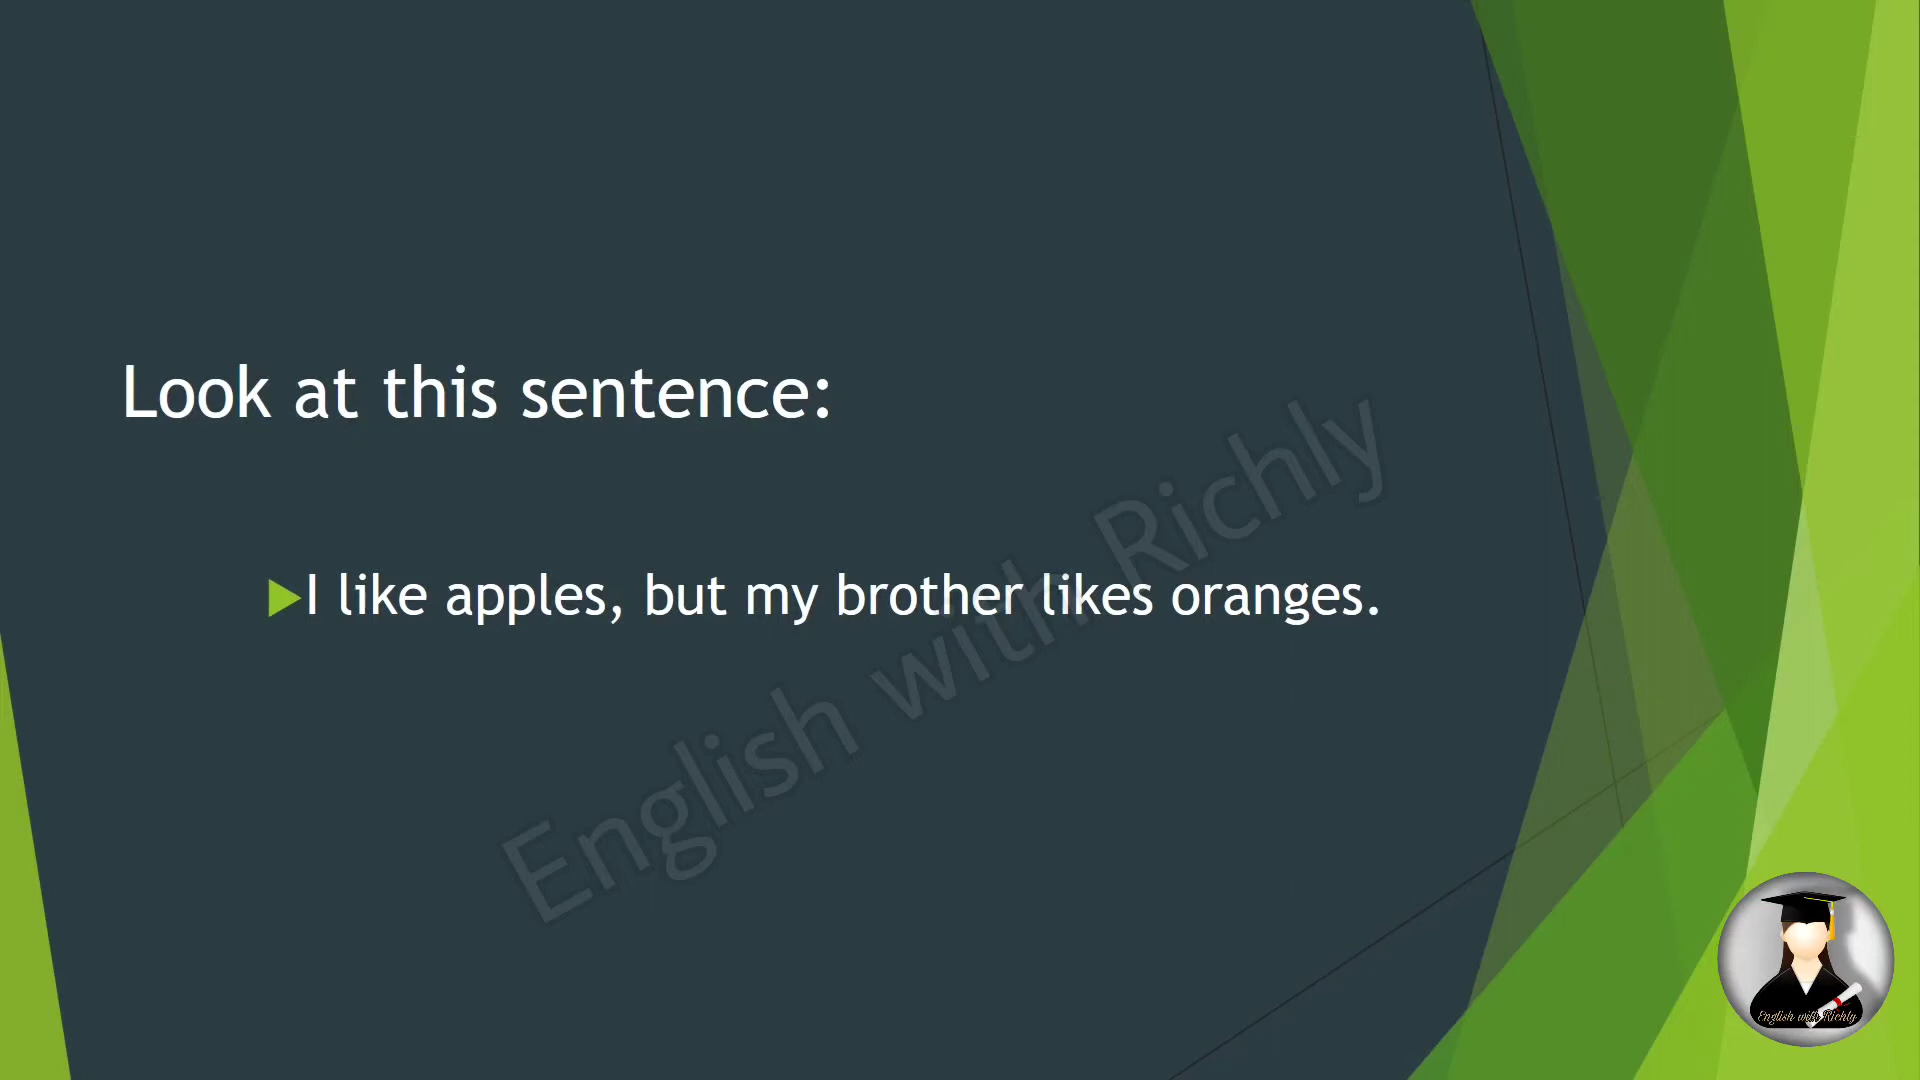 Look at this sentence:
I like apples, but my brother likes oranges.
English with Richly
English with Richly